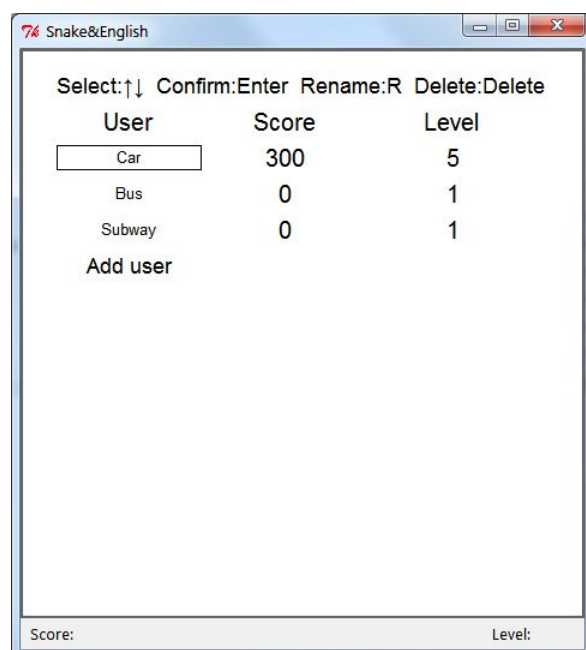 Snake&English
Select:↑↓ Confirm:Enter Rename:R Delete:Delete
User Score Level
Car 300 5
Bus 0 1
Subway 0 1
Add user
Score: Level: